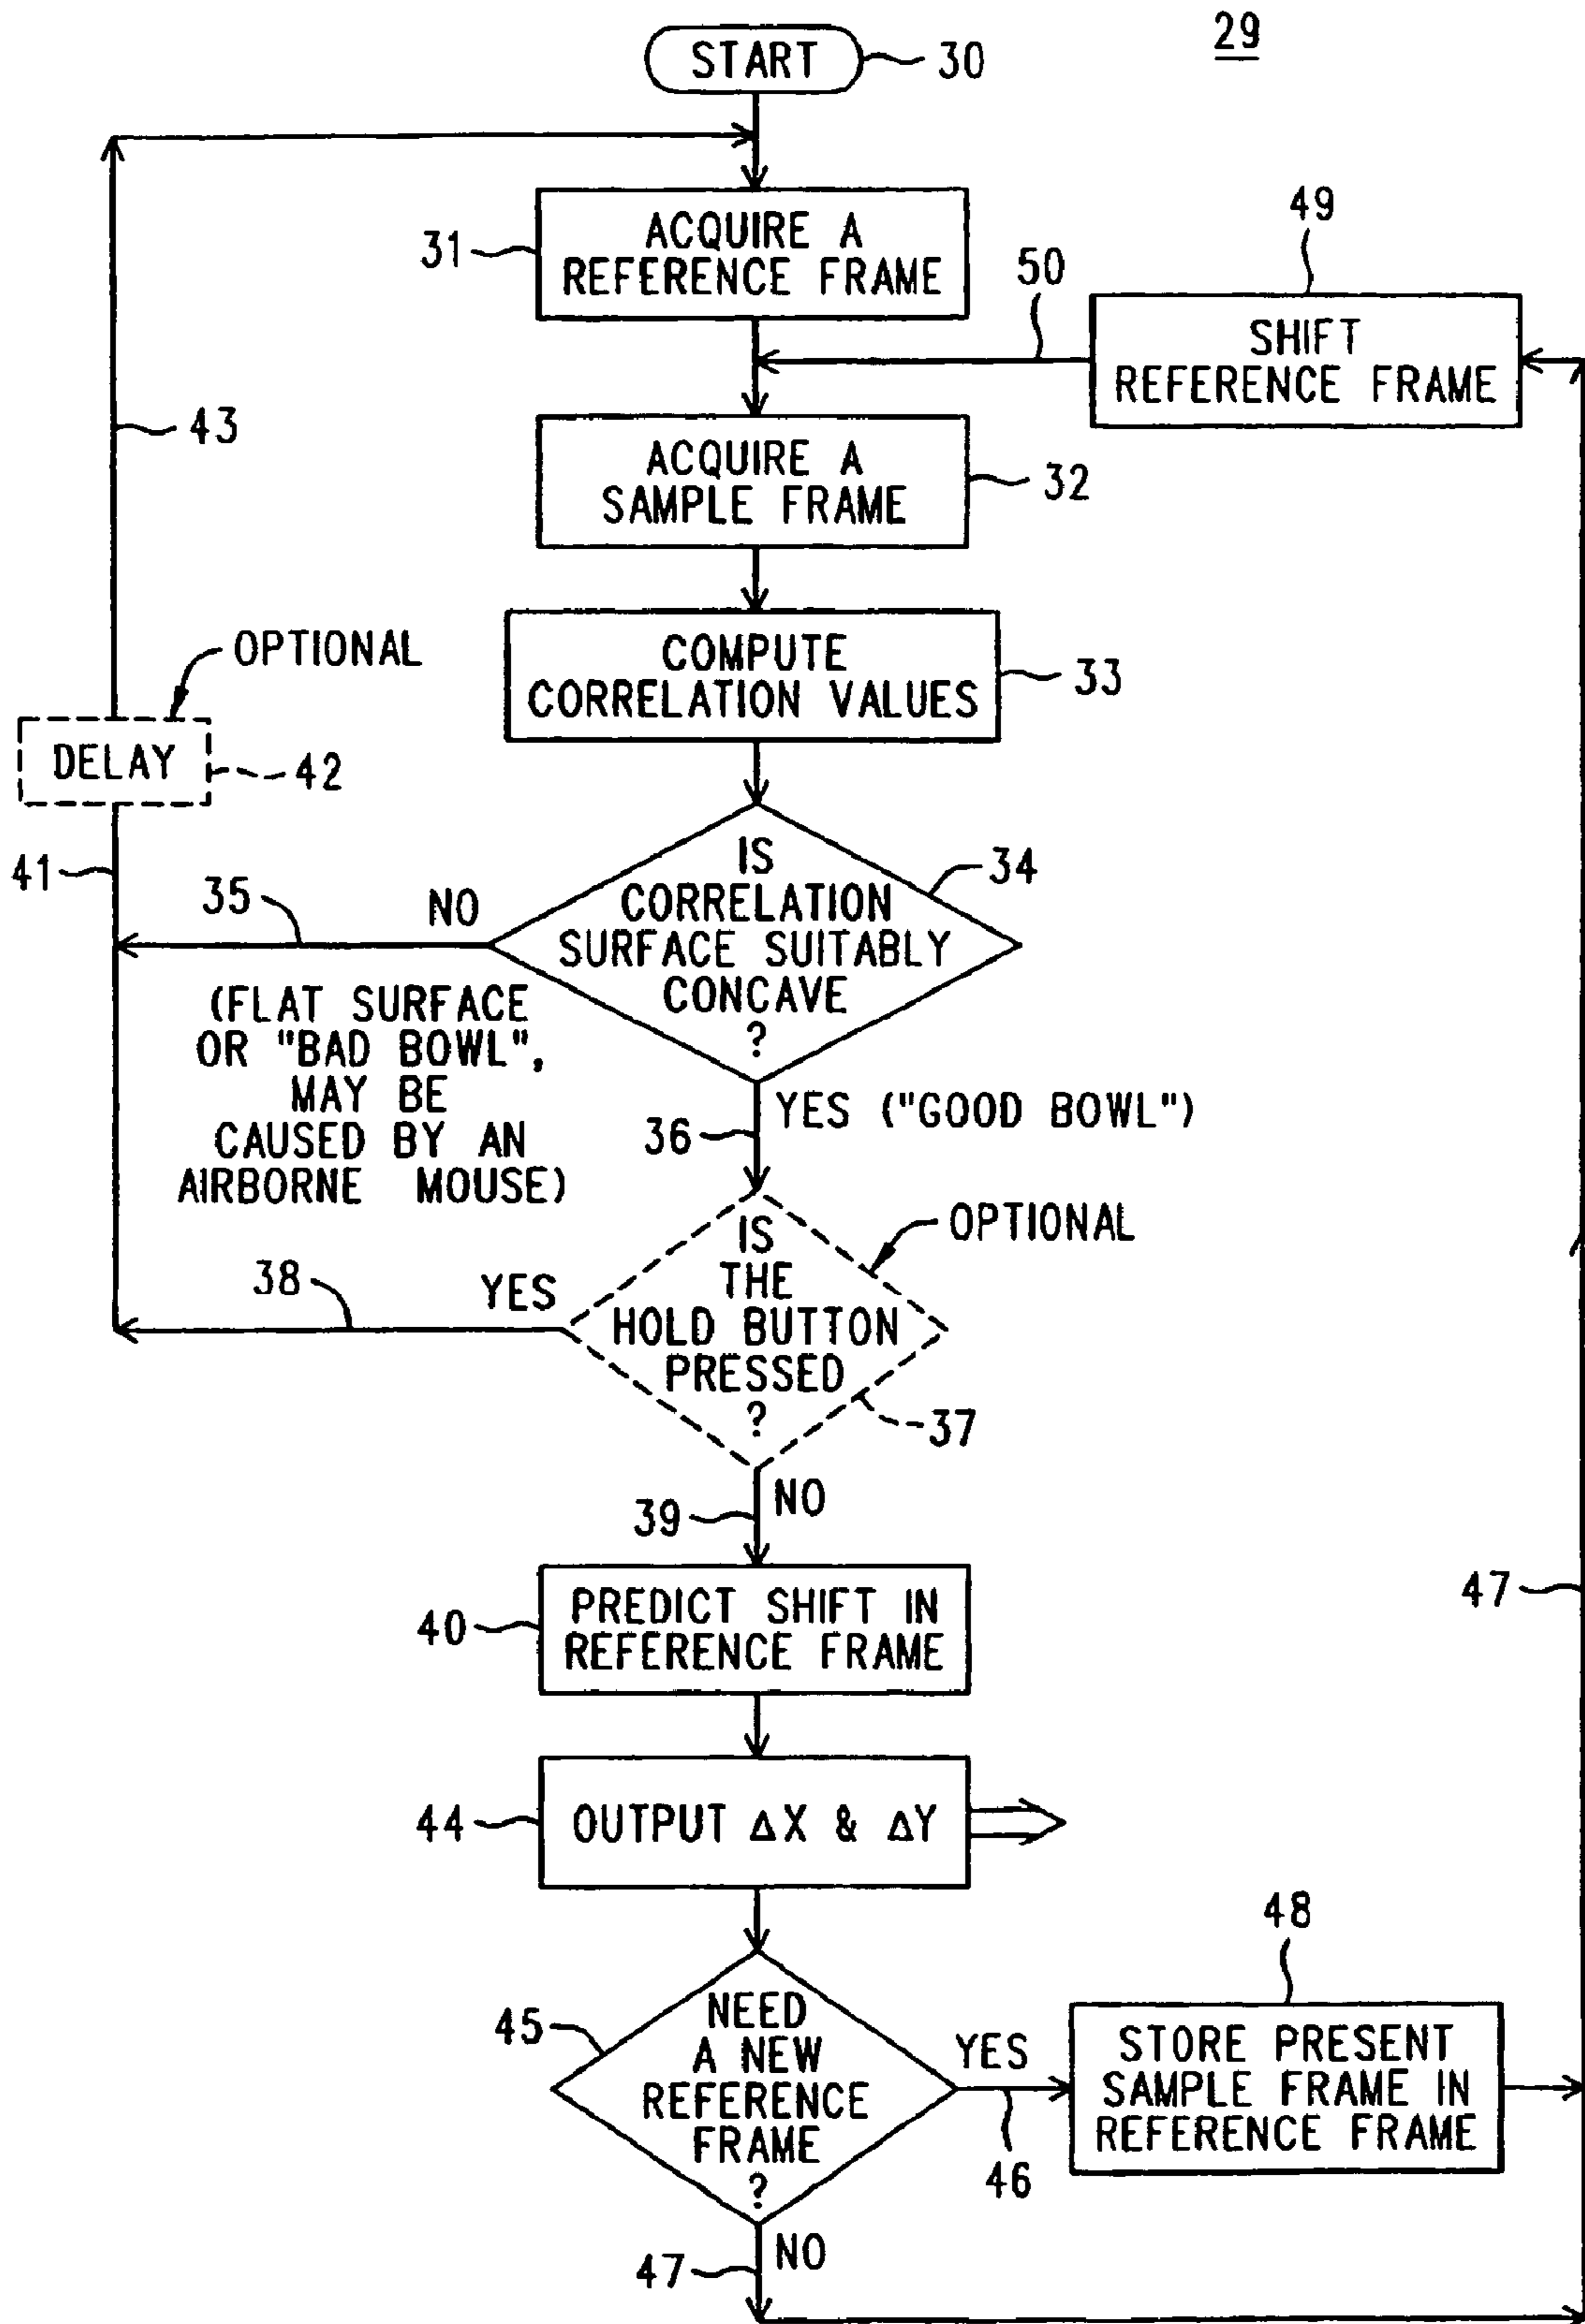 29
START
30
31
ACQUIRE A
REFERENCE FRAME
49
50
SHIFT
REFERENCE FRAME
43
ACQUIRE A
SAMPLE FRAME
32
OPTIONAL
COMPUTE
CORRELATION VALUES
33
DELAY
42
41
35
NO
IS
CORRELATION
SURFACE SUITABLY
CONCAVE
?
34
(FLAT SURFACE
OR "BAD BOWL",
MAY BE
CAUSED BY AN
AIRBORNE MOUSE)
36
YES ("GOOD BOWL")
OPTIONAL
38
YES
IS
THE
HOLD BUTTON
PRESSED
?
37
39
NO
40
PREDICT SHIFT IN
REFERENCE FRAME
47
44
OUTPUT ΔX & ΔY
45
NEED
A NEW
REFERENCE
FRAME
?
YES
46
48
STORE PRESENT
SAMPLE FRAME IN
REFERENCE FRAME
47
NO